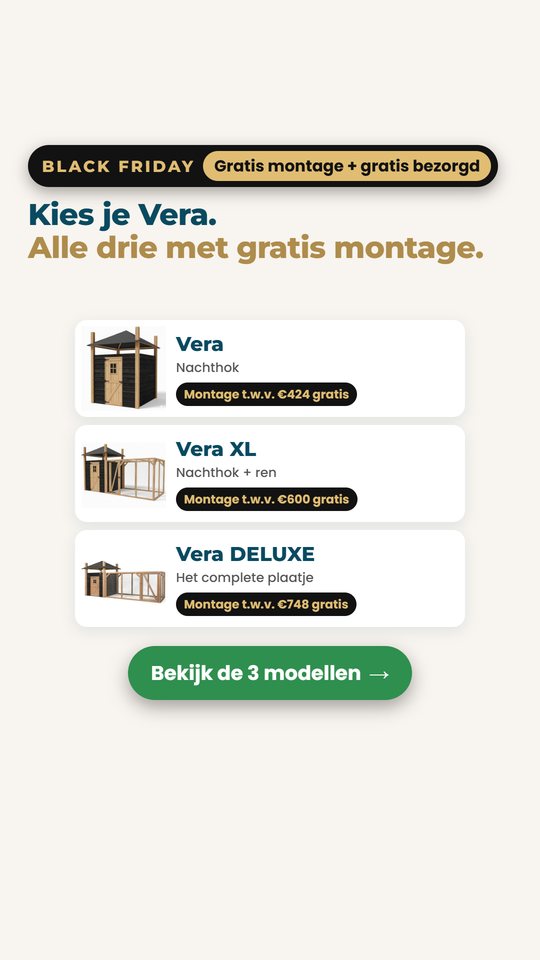 BLACK FRIDAY Gratis montage + gratis bezorgd
Kies je Vera.
Alle drie met gratis montage.
Vera
Nachthok
Montage t.w.v. €424 gratis
Vera XL
Nachthok + ren
Montage t.w.v. €600 gratis
Vera DELUXE
Het complete plaatje
Montage t.w.v. €748 gratis
Bekijk de 3 modellen →